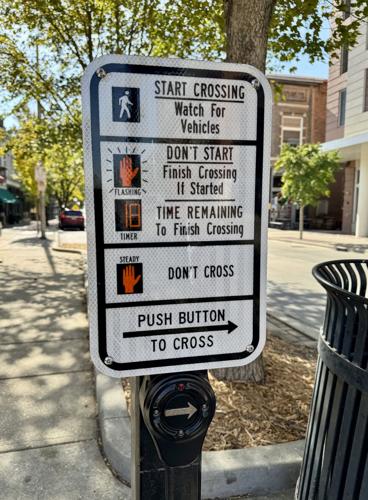 START CROSSING
Watch For
Vehicles
DON'T START
Finish Crossing
If Started
FLASHING
18
TIME REMAINING
To Finish Crossing
TIMER
STEADY
DON'T CROSS
PUSH BUTTON
TO CROSS